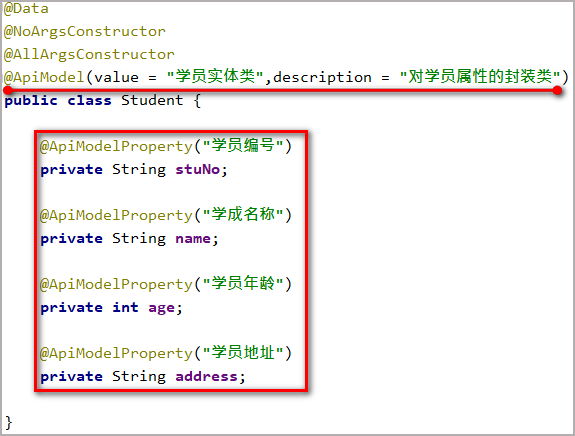 @Data
@NoArgsConstructor
@AllArgsConstructor
@ApiModel(value = "学员实体类",description = "对学员属性的封装类")
public class Student {
@ApiModelProperty("学员编号")
private String stuNo;
@ApiModelProperty("学成名称")
private String name;
@ApiModelProperty("学员年龄")
private int age;
@ApiModelProperty("学员地址")
private String address;
}